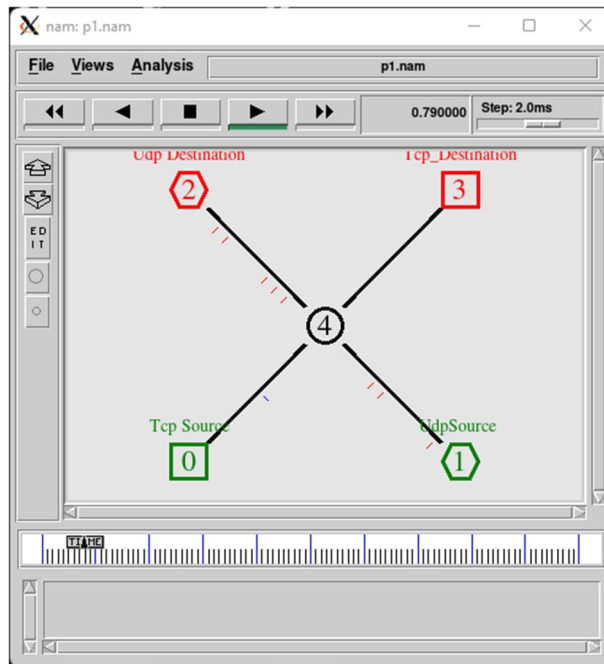 nam: p1.nam
File Views Analysis p1.nam
0.790000 Step: 2.0ms
Udp Destination Tcp_Destination
2 3
ED
IT
4
Tcp Source UdpSource
0 1
TIME